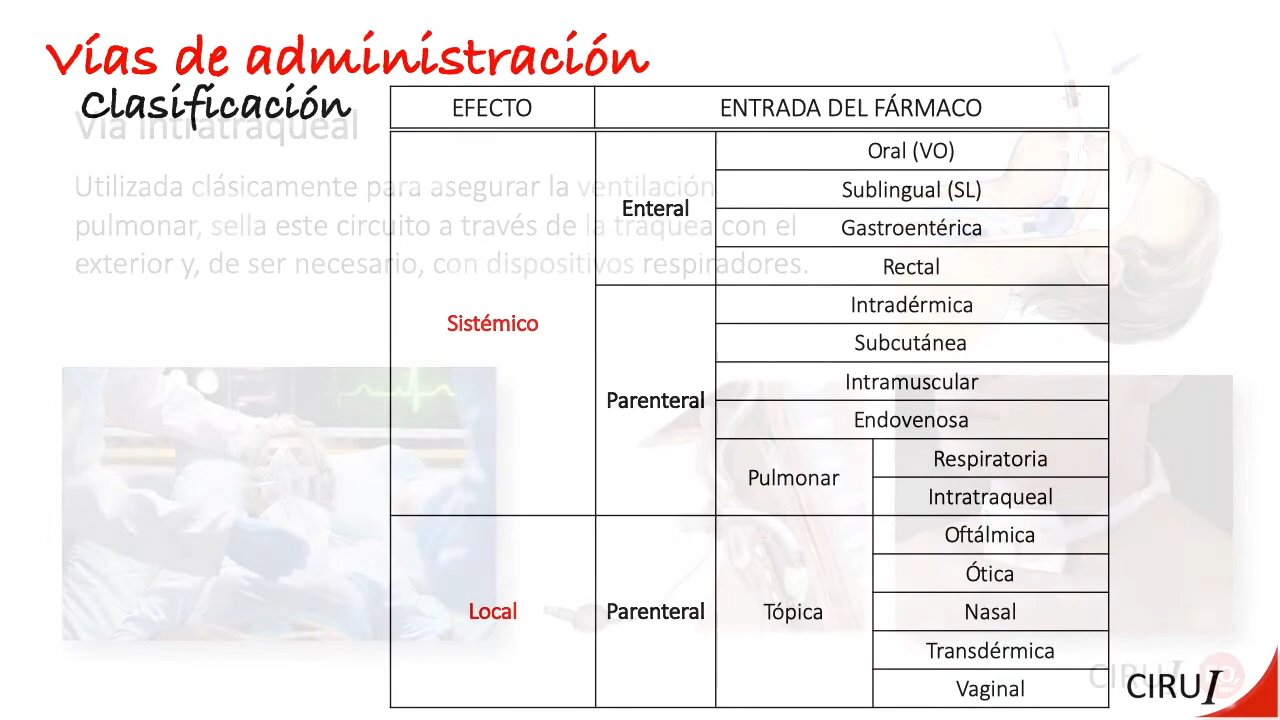 Vías de administración
Clasificación
Vía Intratraqueal
Utilizada clásicamente para asegurar la ventilación
pulmonar, sella este circuito a través de la tráquea con el
exterior y, de ser necesario, con dispositivos respiradores.
EFECTO
ENTRADA DEL FÁRMACO
Sistémico
Enteral
Oral (VO)
Sublingual (SL)
Gastroentérica
Rectal
Parenteral
Intradérmica
Subcutánea
Intramuscular
Endovenosa
Pulmonar
Respiratoria
Intratraqueal
Local
Parenteral
Tópica
Oftálmica
Ótica
Nasal
Transdérmica
Vaginal
CIRUI
CIRUI